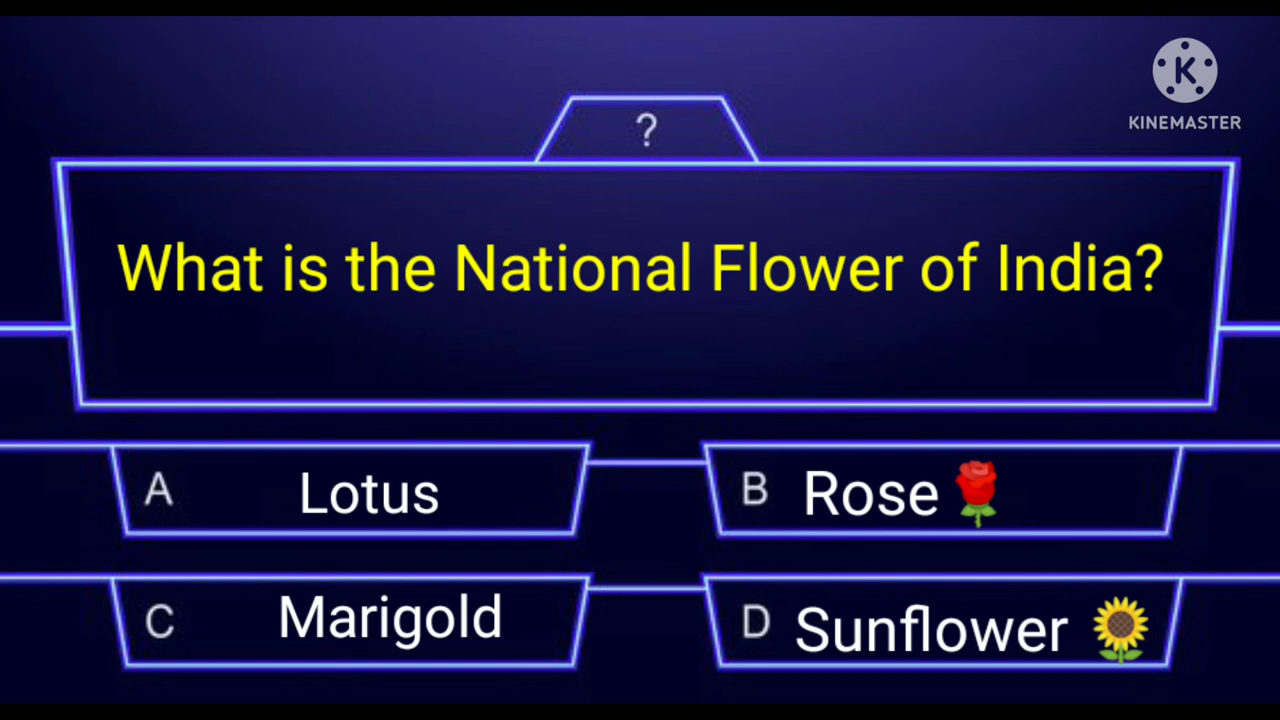 KINEMASTER
?
What is the National Flower of India?
A Lotus
B Rose🌹
C Marigold
D Sunflower 🌻